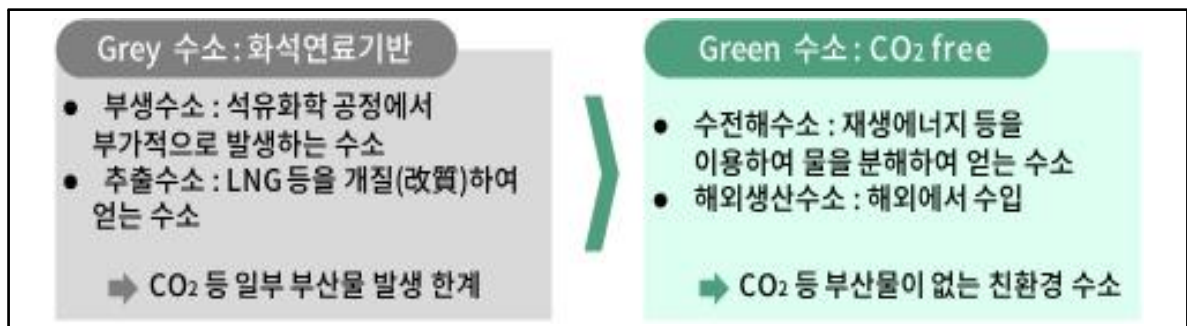 Grey 수소 : 화석연료기반
● 부생수소 : 석유화학 공정에서
부가적으로 발생하는 수소
● 추출수소 : LNG 등을 개질(改質)하여
얻는 수소
➡ CO₂ 등 일부 부산물 발생 한계
Green 수소 : CO₂ free
● 수전해수소 : 재생에너지 등을
이용하여 물을 분해하여 얻는 수소
● 해외생산수소 : 해외에서 수입
➡ CO₂ 등 부산물이 없는 친환경 수소